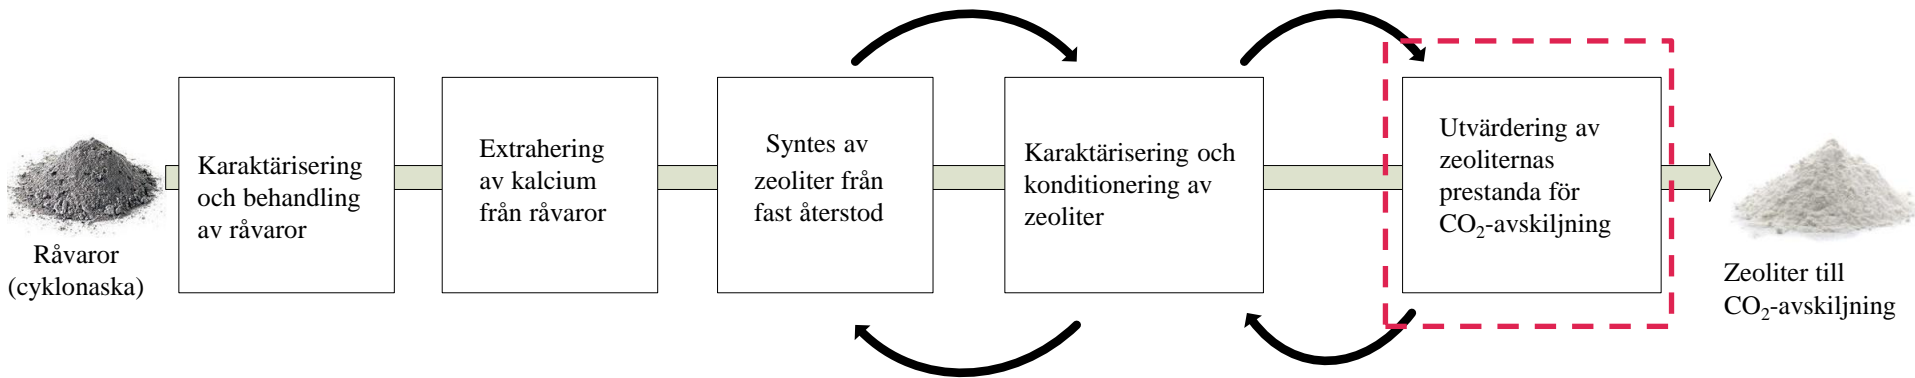 Råvaror
(cyklonaska)
Karaktärisering
och behandling
av råvaror
Extrahering
av kalcium
från råvaror
Syntes av
zeoliter från
fast återstod
Karaktärisering och
konditionering av
zeoliter
Utvärdering av
zeoliternas
prestanda för
CO₂-avskiljning
Zeoliter till
CO₂-avskiljning